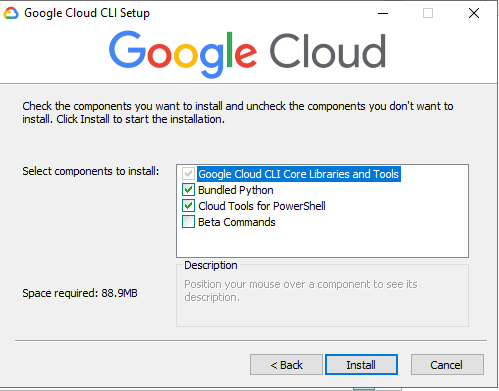 Google Cloud CLI Setup
Google Cloud
Check the components you want to install and uncheck the components you don't want to
install. Click Install to start the installation.
Select components to install:
Google Cloud CLI Core Libraries and Tools
Bundled Python
Cloud Tools for PowerShell
Beta Commands
Space required: 88.9MB
Description
Position your mouse over a component to see its
description.
< Back
Install
Cancel